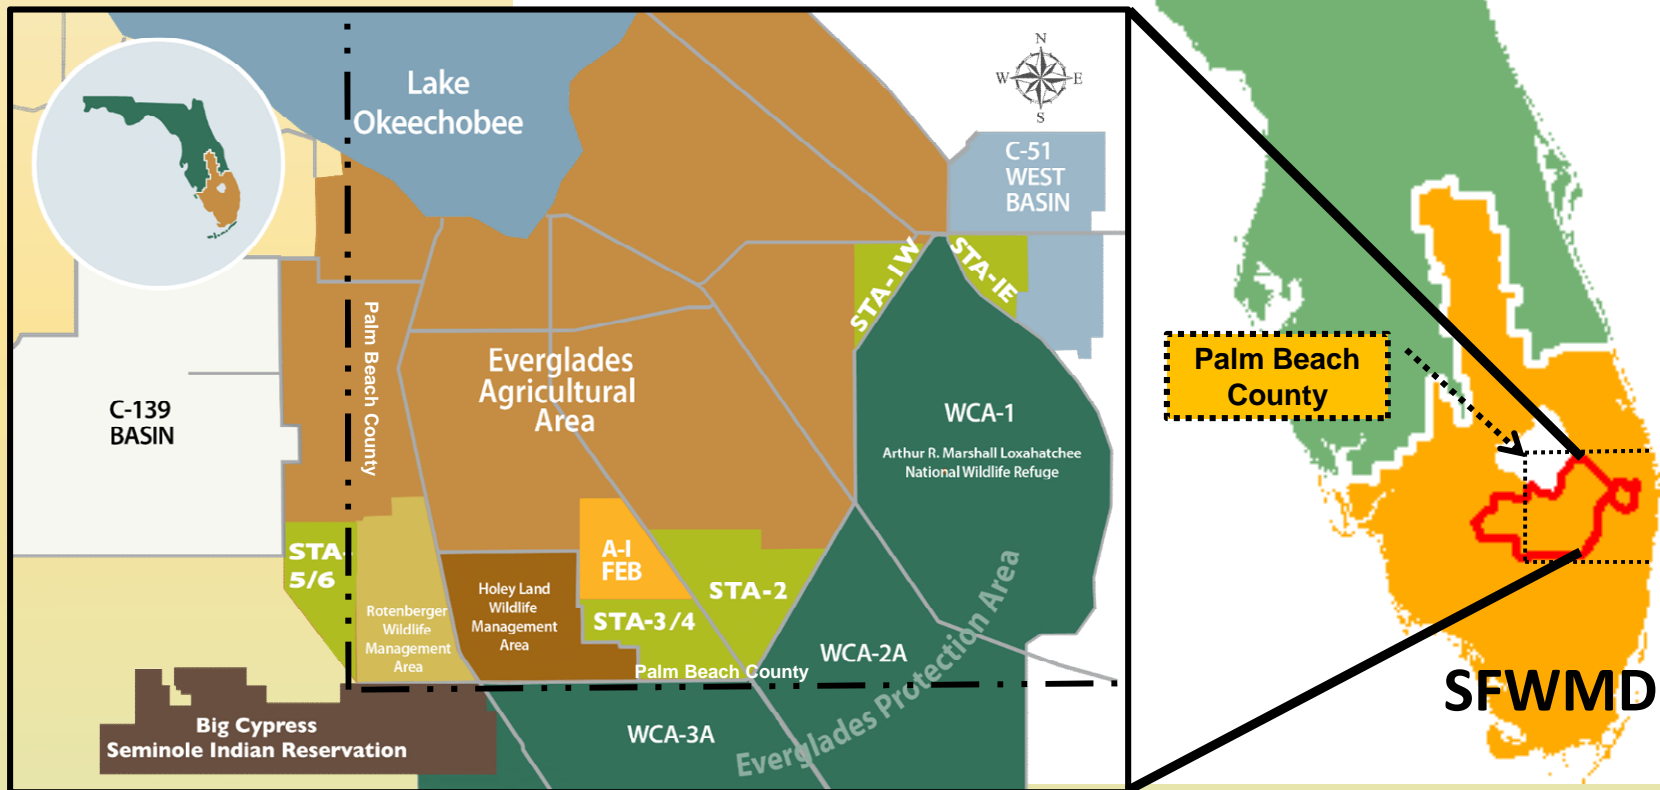 Lake
Okeechobee
N
W
E
S
C-51
WEST
BASIN
STA-1W
STA-IE
Palm Beach County
Everglades
Agricultural
Area
C-139
BASIN
WCA-1
Arthur R. Marshall Loxahatchee
National Wildlife Refuge
STA-
5/6
A-I
FEB
Rotenberger
Wildlife
Management
Area
Holey Land
Wildlife
Management
Area
STA-2
STA-3/4
Palm Beach County
WCA-2A
Everglades Protection Area
WCA-3A
Big Cypress
Seminole Indian Reservation
Palm Beach
County
SFWMD